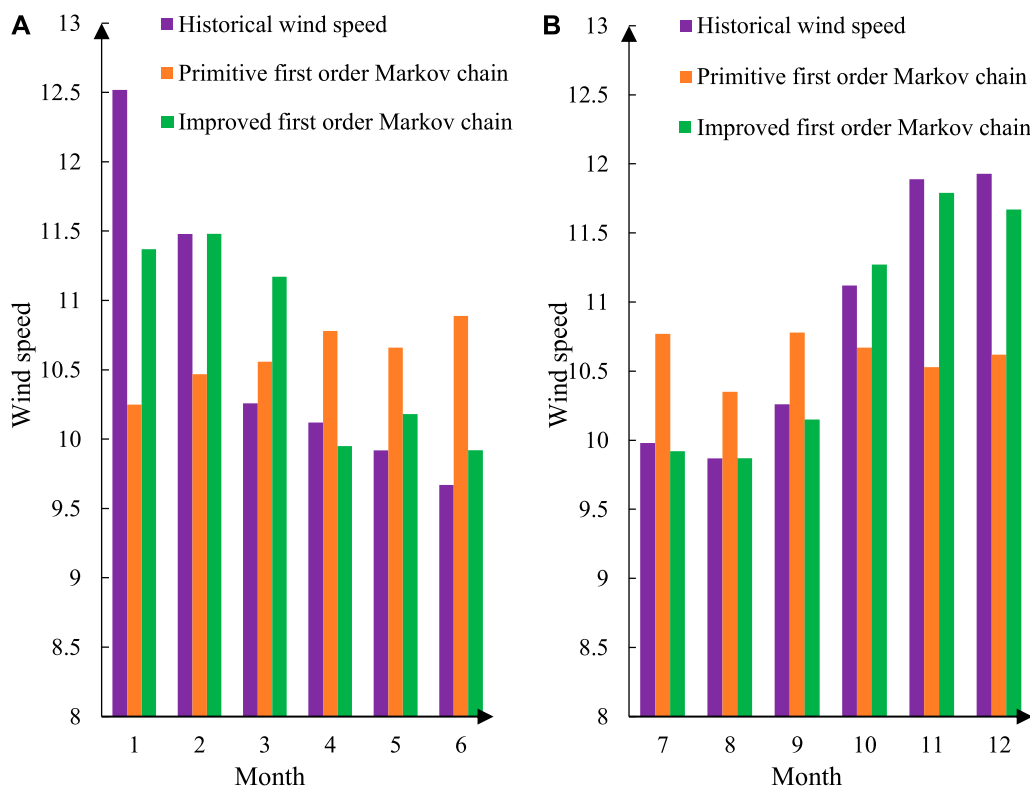 A
Historical wind speed
Primitive first order Markov chain
Improved first order Markov chain
13
12.5
12
11.5
11
10.5
10
9.5
9
8.5
8
Wind speed
1 2 3 4 5 6
Month
B
Historical wind speed
Primitive first order Markov chain
Improved first order Markov chain
13
12.5
12
11.5
11
10.5
10
9.5
9
8.5
8
Wind speed
7 8 9 10 11 12
Month